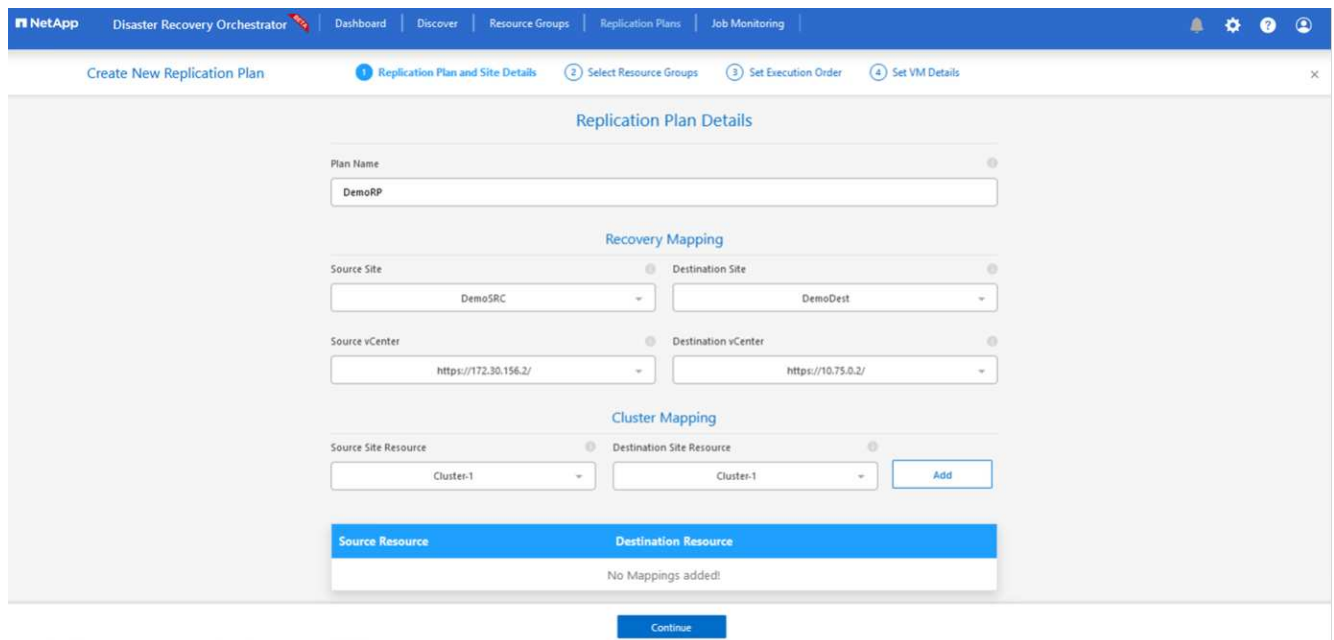 NetApp Disaster Recovery Orchestrator BETA Dashboard Discover Resource Groups Replication Plans Job Monitoring
Create New Replication Plan 1 Replication Plan and Site Details 2 Select Resource Groups 3 Set Execution Order 4 Set VM Details
Replication Plan Details
Plan Name
DemoRP
Recovery Mapping
Source Site Destination Site
DemoSRC DemoDest
Source vCenter Destination vCenter
https://172.30.156.2/ https://10.75.0.2/
Cluster Mapping
Source Site Resource Destination Site Resource
Cluster-1 Cluster-1 Add
Source Resource Destination Resource
No Mappings added!
Continue